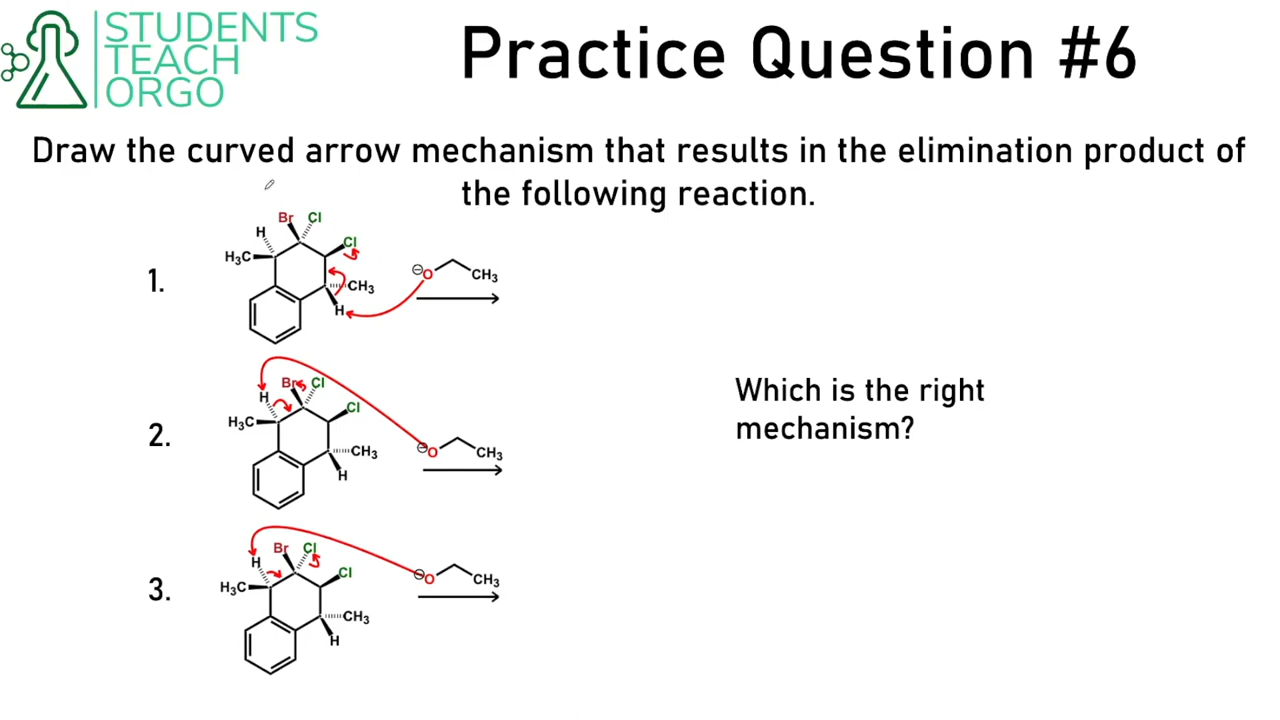 STUDENTS
TEACH
ORGO
Practice Question #6
Draw the curved arrow mechanism that results in the elimination product of
the following reaction.
1.
Br Cl
H
Cl
H₃C
CH₃
H
⊖O CH₃
2.
Br Cl
H
Cl
H₃C
CH₃
H
⊖O CH₃
Which is the right
mechanism?
3.
Br Cl
H
Cl
H₃C
CH₃
H
⊖O CH₃